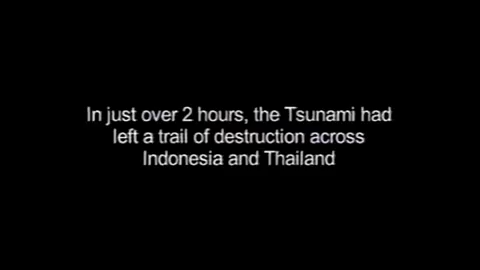 In just over 2 hours, the Tsunami had
left a trail of destruction across
Indonesia and Thailand